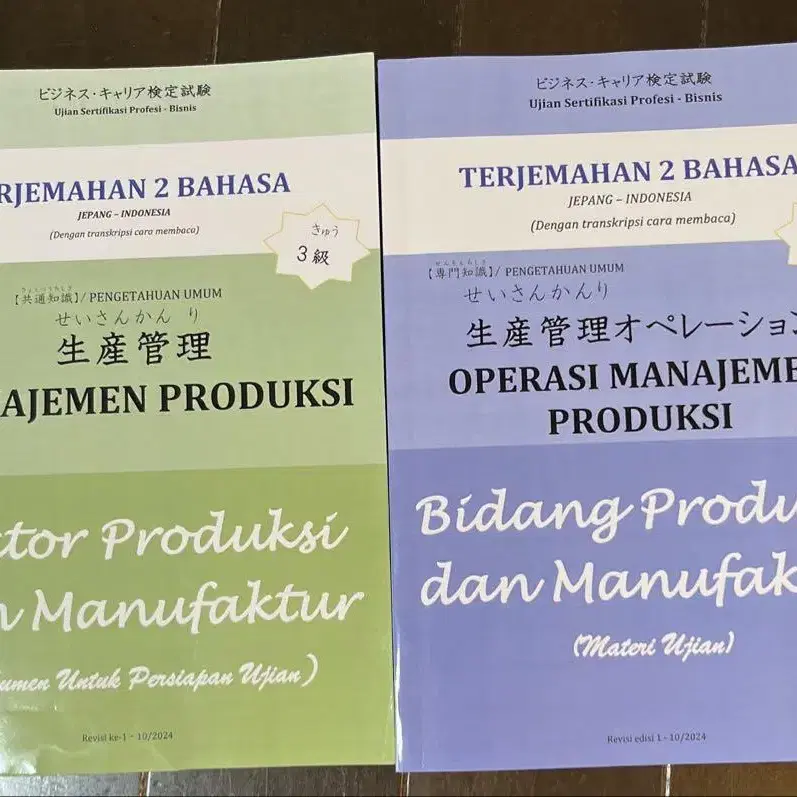 ビジネス・キャリア検定試験
Ujian Sertifikasi Profesi - Bisnis
RJEMAHAN 2 BAHASA
JEPANG – INDONESIA
(Dengan transkripsi cara membaca)
きゅう
3級
【共通知識】/ PENGETAHUAN UMUM
せいさんかんり
生産管理
AJEMEN PRODUKSI
tor Produksi
n Manufaktur
umen Untuk Persiapan Ujian)
Revisi ke-1 - 10/2024
ビジネス・キャリア検定試験
Ujian Sertifikasi Profesi - Bisnis
TERJEMAHAN 2 BAHASA
JEPANG – INDONESIA
(Dengan transkripsi cara membaca)
【専門知識】/ PENGETAHUAN UMUM
せいさんかんり
生産管理オペレーション
OPERASI MANAJEME
PRODUKSI
Bidang Produ
dan Manufak
(Materi Ujian)
Revisi edisi 1 - 10/2024